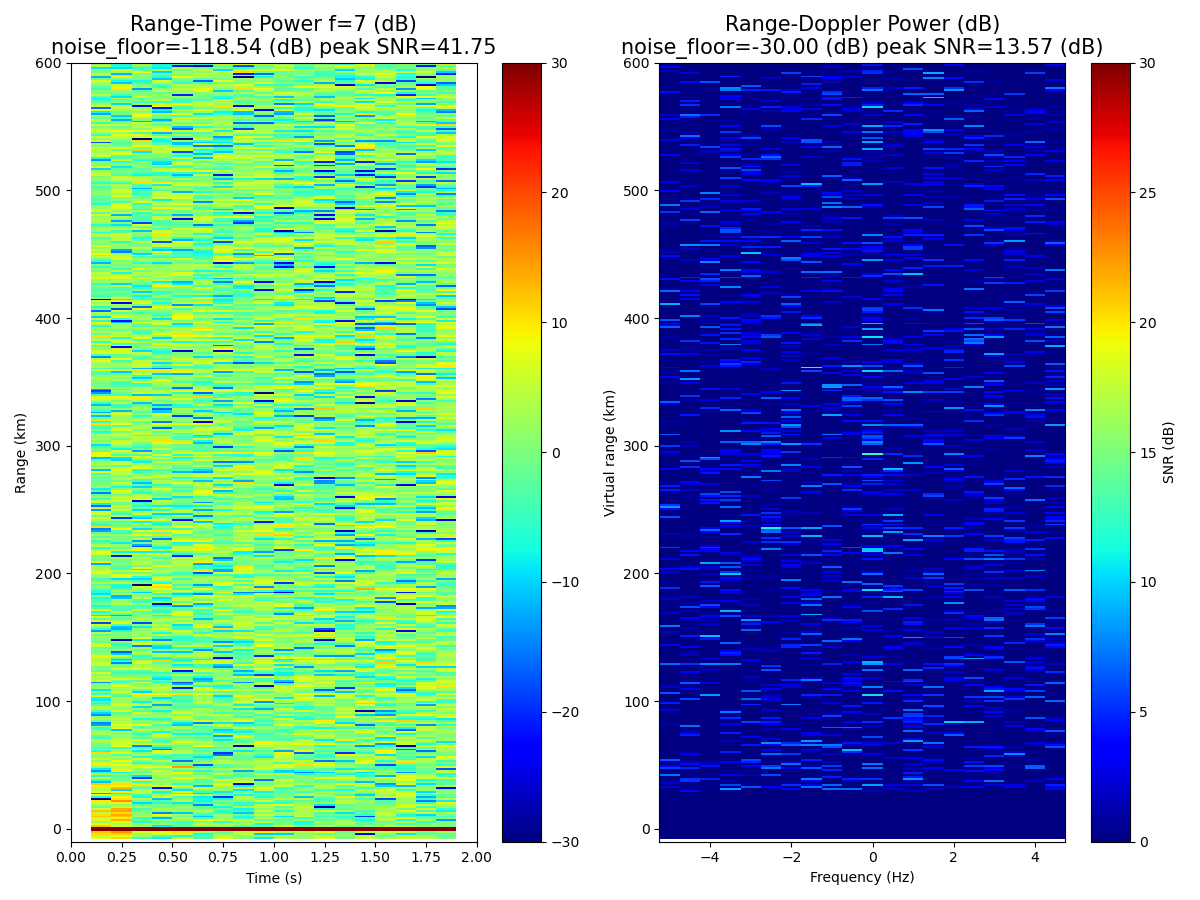 Range-Time Power f=7 (dB)
noise_floor=-118.54 (dB) peak SNR=41.75
Range-Doppler Power (dB)
noise_floor=-30.00 (dB) peak SNR=13.57 (dB)
600
500
400
300
200
100
0
Range (km)
0.00 0.25 0.50 0.75 1.00 1.25 1.50 1.75 2.00
Time (s)
30
20
10
0
−10
−20
−30
600
500
400
300
200
100
0
Virtual range (km)
−4 −2 0 2 4
Frequency (Hz)
30
25
20
15
10
5
0
SNR (dB)